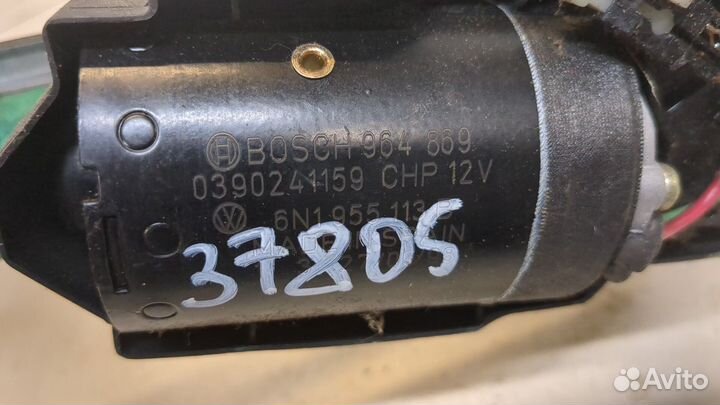 BOSCH 964 869
0390241159 CHP 12V
6N1 955 113
37805
Avito